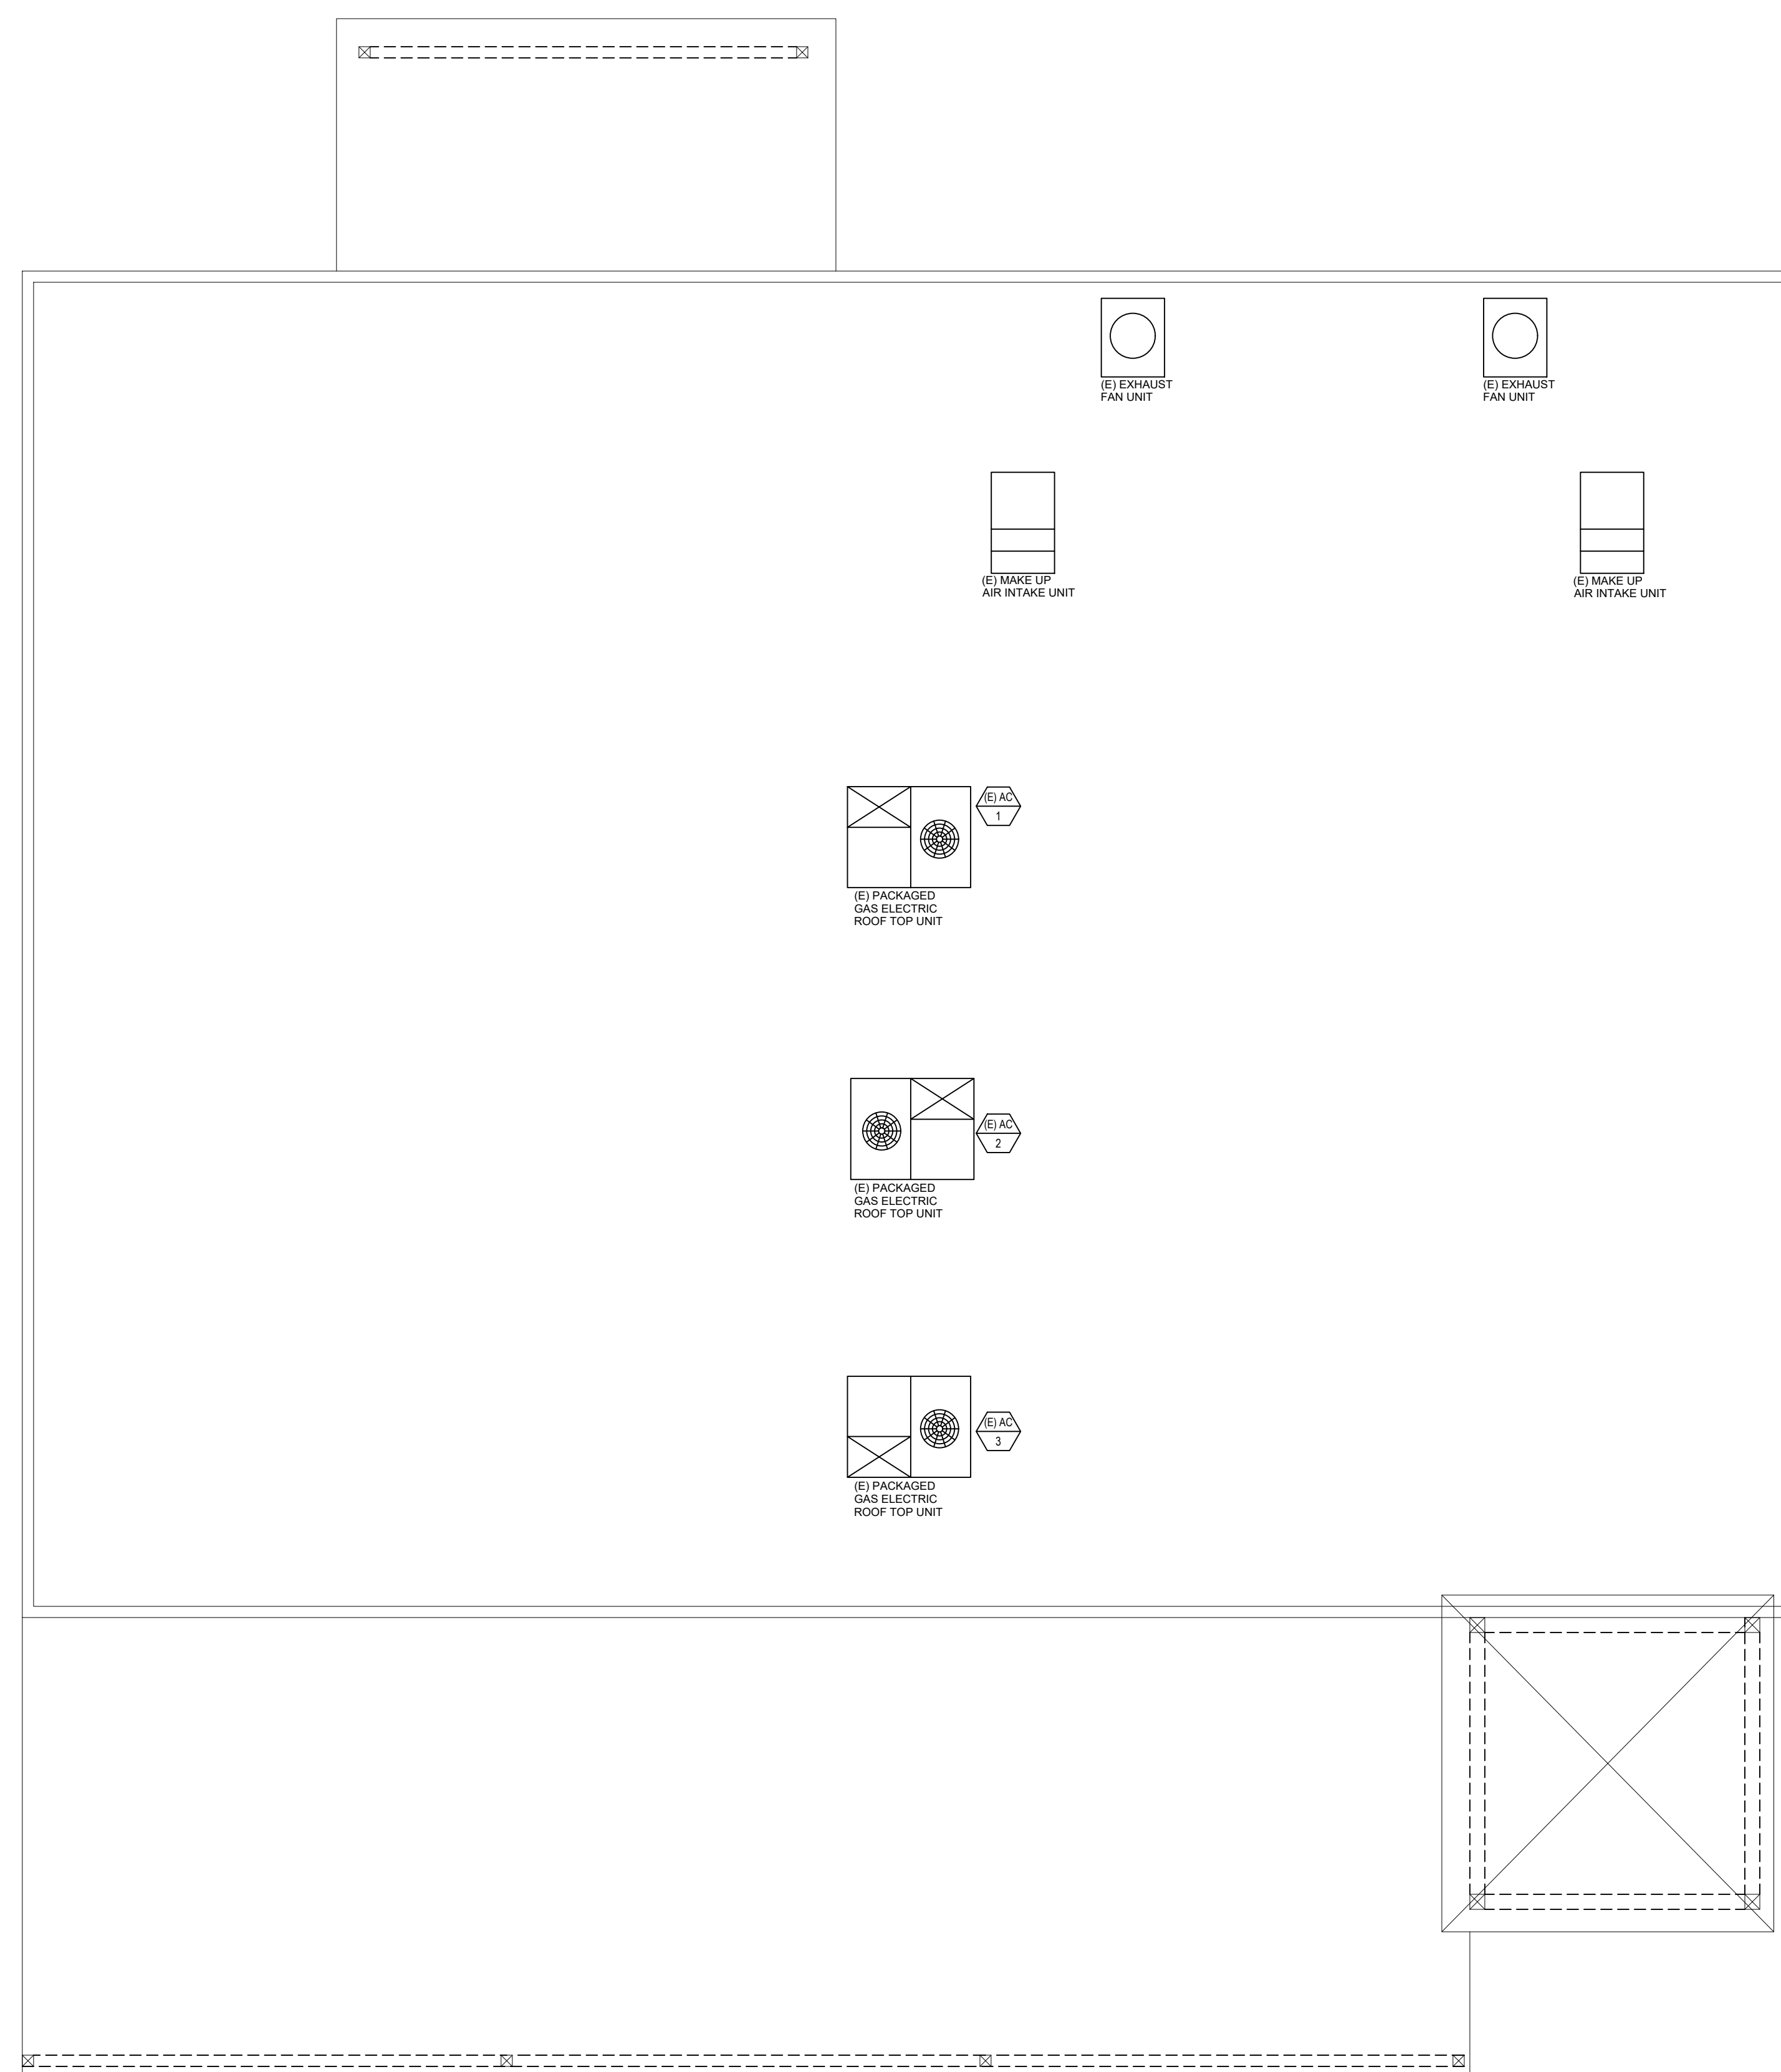 (E) EXHAUST
FAN UNIT
(E) EXHAUST
FAN UNIT
(E) MAKE UP
AIR INTAKE UNIT
(E) MAKE UP
AIR INTAKE UNIT
(E) AC
1
(E) PACKAGED
GAS ELECTRIC
ROOF TOP UNIT
(E) AC
2
(E) PACKAGED
GAS ELECTRIC
ROOF TOP UNIT
(E) AC
3
(E) PACKAGED
GAS ELECTRIC
ROOF TOP UNIT